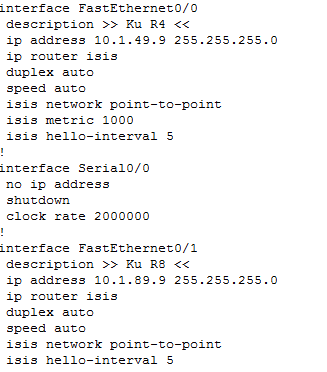 interface FastEthernet0/0
 description >> Ku R4 <<
 ip address 10.1.49.9 255.255.255.0
 ip router isis
 duplex auto
 speed auto
 isis network point-to-point
 isis metric 1000
 isis hello-interval 5
!
interface Serial0/0
 no ip address
 shutdown
 clock rate 2000000
!
interface FastEthernet0/1
 description >> Ku R8 <<
 ip address 10.1.89.9 255.255.255.0
 ip router isis
 duplex auto
 speed auto
 isis network point-to-point
 isis hello-interval 5